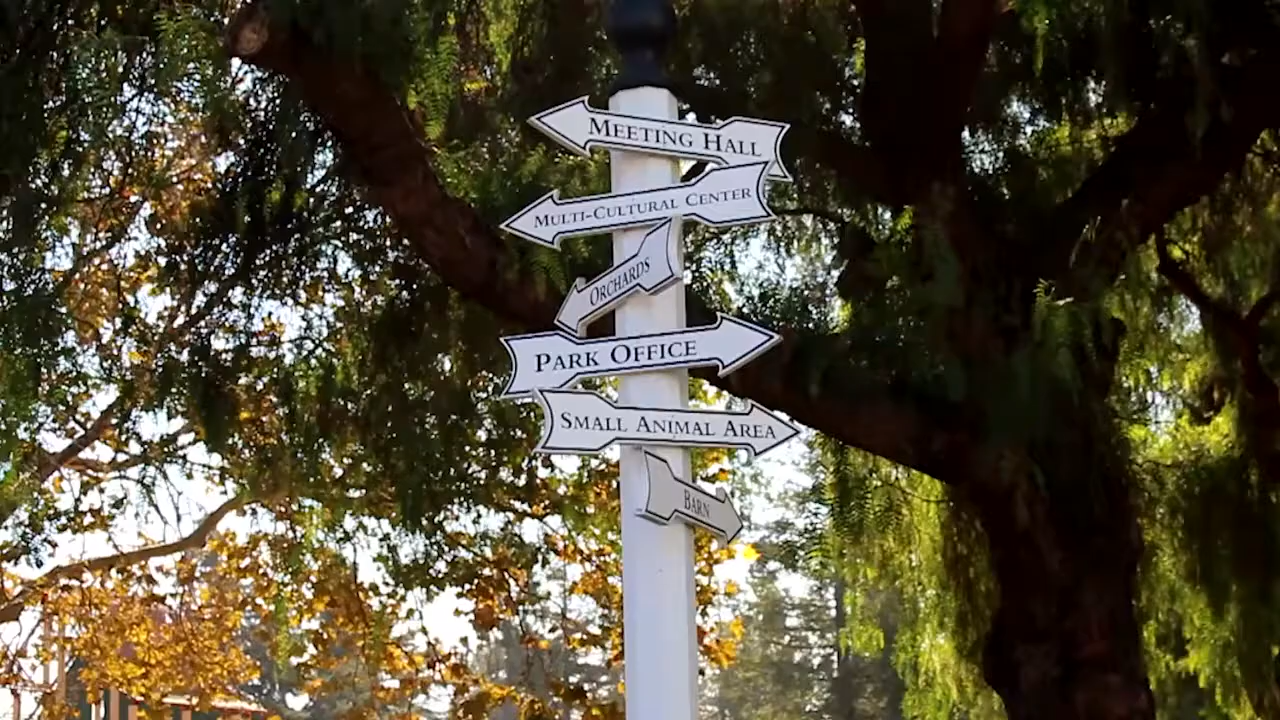 MEETING HALL
MULTI-CULTURAL CENTER
ORCHARDS
PARK OFFICE
SMALL ANIMAL AREA
BARN